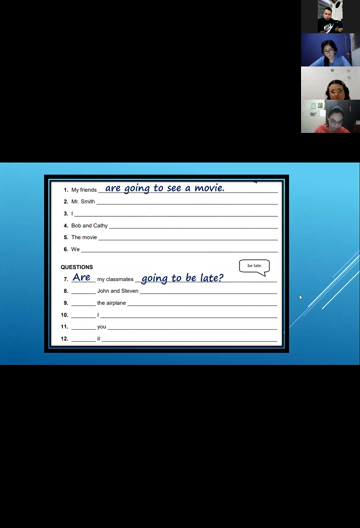 1. My friends are going to see a movie.
2. Mr. Smith
3. I
4. Bob and Cathy
5. The movie
6. We
QUESTIONS
be late
7. Are my classmates going to be late?
8. John and Steven
9. the airplane
10. I
11. you
12. it